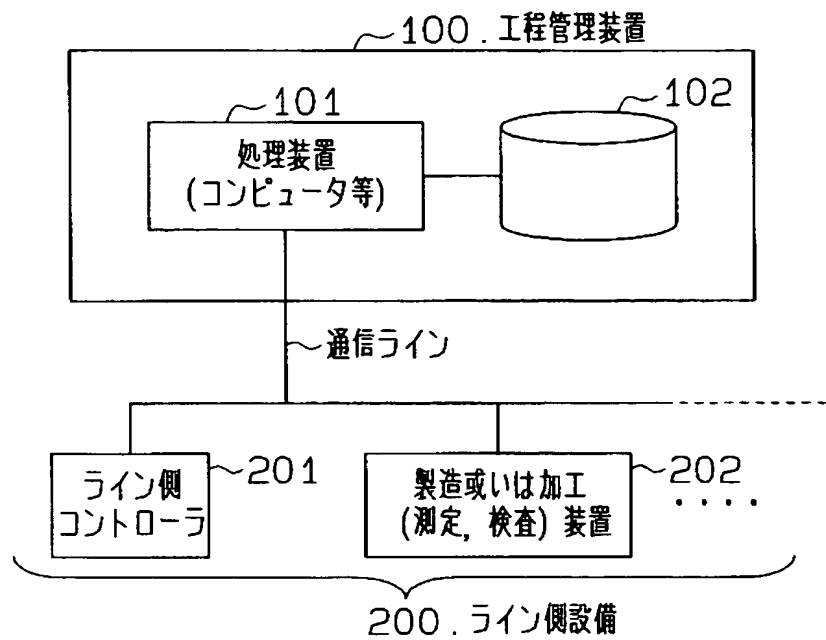 100.工程管理装置
101
102
処理装置
(コンピュータ等)
通信ライン
201
202
ライン側
コントローラ
製造或いは加工
(測定,検査)装置
200.ライン側設備